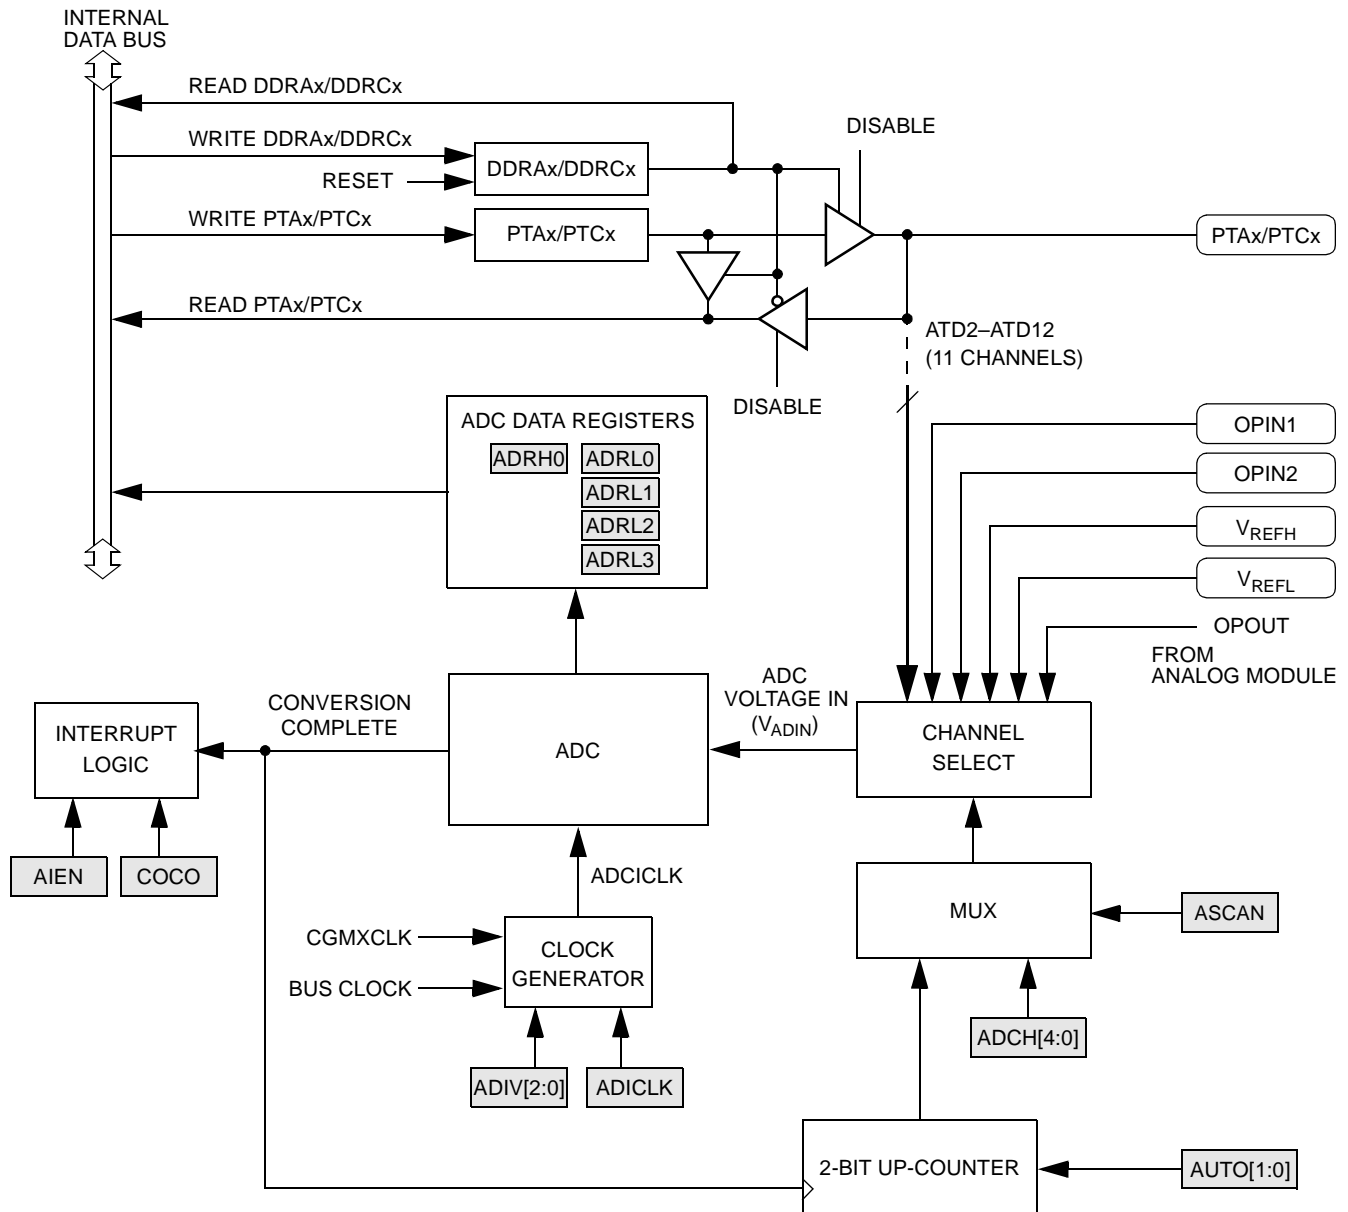 INTERNAL
DATA BUS
READ DDRAx/DDRCx
WRITE DDRAx/DDRCx
DISABLE
DDRAx/DDRCx
RESET
WRITE PTAx/PTCx
PTAx/PTCx
PTAx/PTCx
READ PTAx/PTCx
ATD2–ATD12
(11 CHANNELS)
DISABLE
ADC DATA REGISTERS
ADRH0
ADRL0
ADRL1
ADRL2
ADRL3
OPIN1
OPIN2
VREFH
VREFL
OPOUT
FROM
ANALOG MODULE
ADC
VOLTAGE IN
(VADIN)
CONVERSION
COMPLETE
INTERRUPT
LOGIC
ADC
CHANNEL
SELECT
AIEN
COCO
ADCICLK
MUX
ASCAN
CGMXCLK
CLOCK
GENERATOR
BUS CLOCK
ADCH[4:0]
ADIV[2:0]
ADICLK
2-BIT UP-COUNTER
AUTO[1:0]